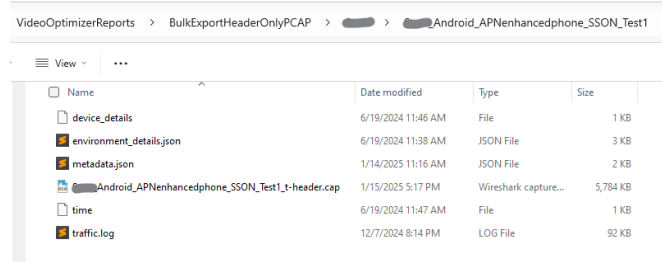 VideoOptimizerReports > BulkExportHeaderOnlyPCAP > > _Android_APNenhancedphone_SSON_Test1
View ...
Name Date modified Type Size
device_details 6/19/2024 11:46 AM File 1 KB
environment_details.json 6/19/2024 11:38 AM JSON File 3 KB
metadata.json 1/14/2025 11:16 AM JSON File 2 KB
_Android_APNenhancedphone_SSON_Test1_t-header.cap 1/15/2025 5:17 PM Wireshark capture... 5,784 KB
time 6/19/2024 11:47 AM File 1 KB
traffic.log 12/7/2024 8:14 PM LOG File 92 KB